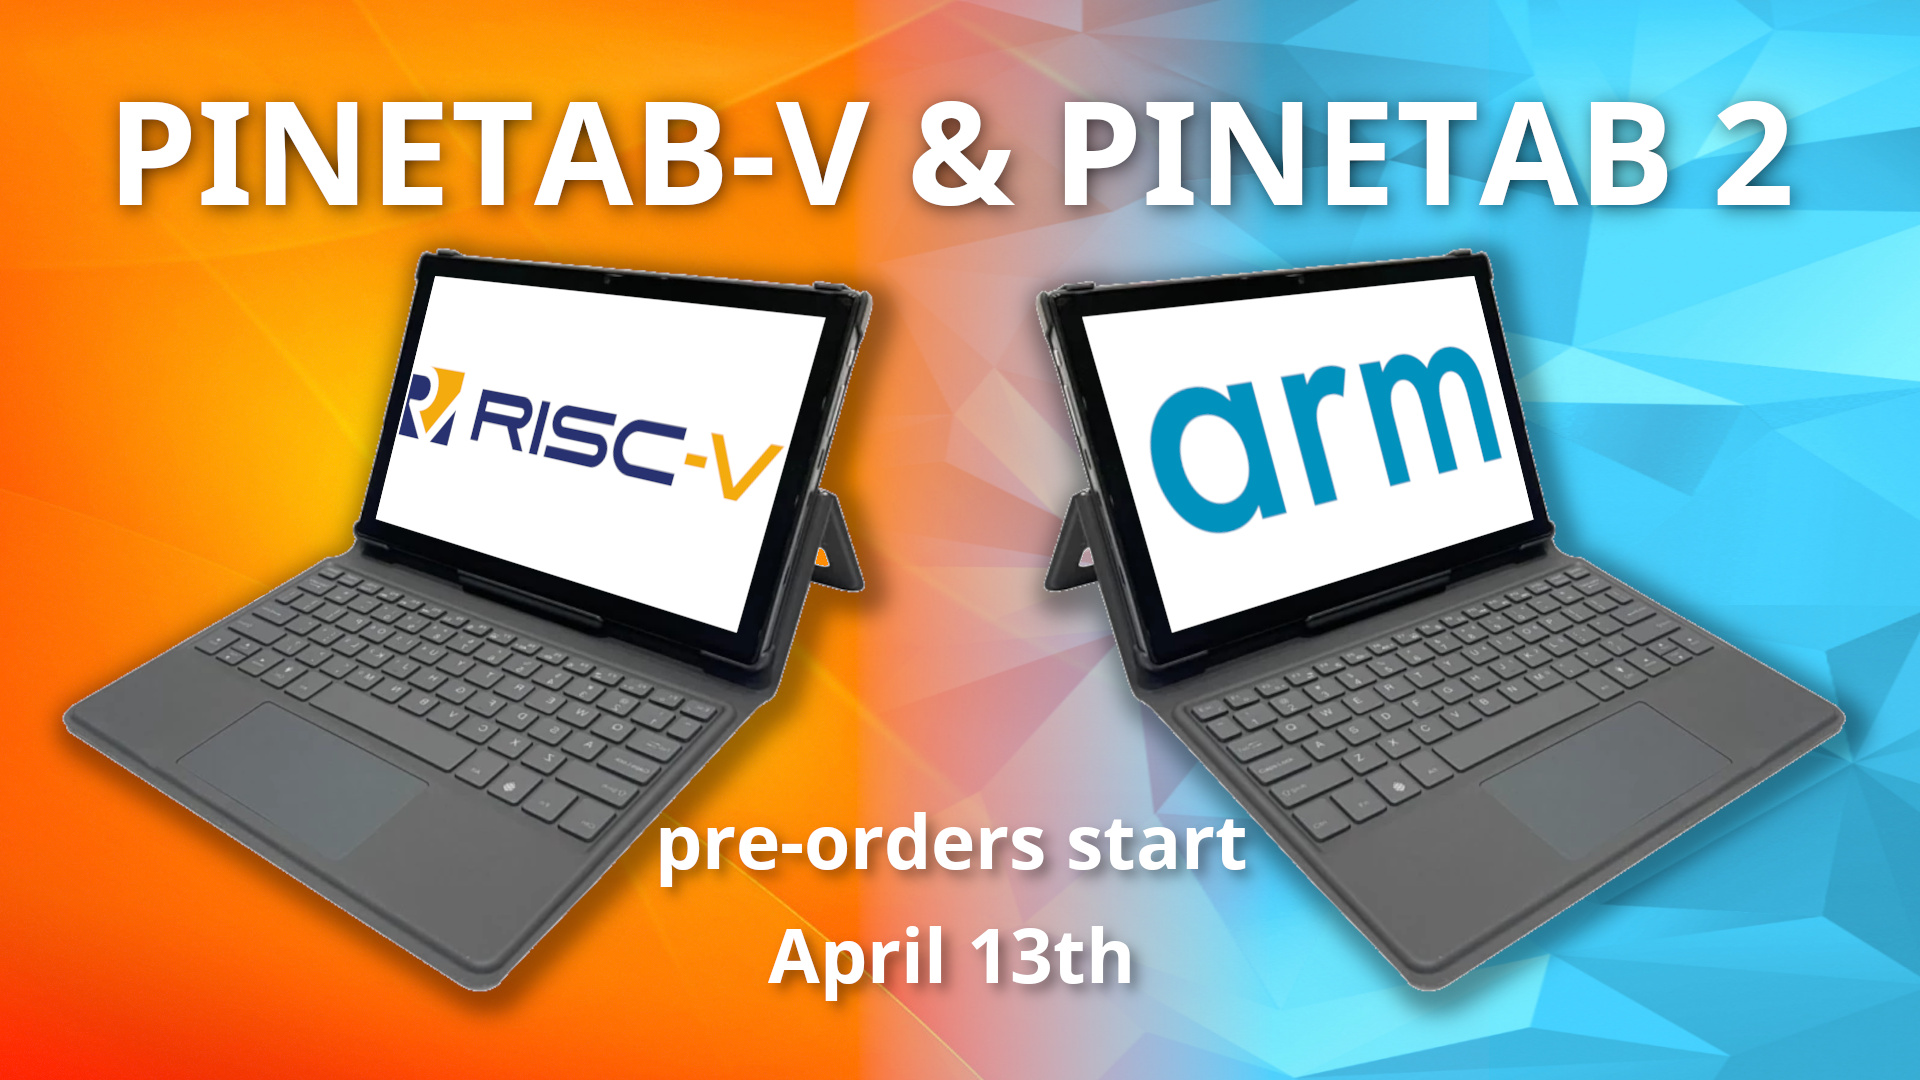 PINETAB-V & PINETAB 2
RISC-V
arm
pre-orders start
April 13th